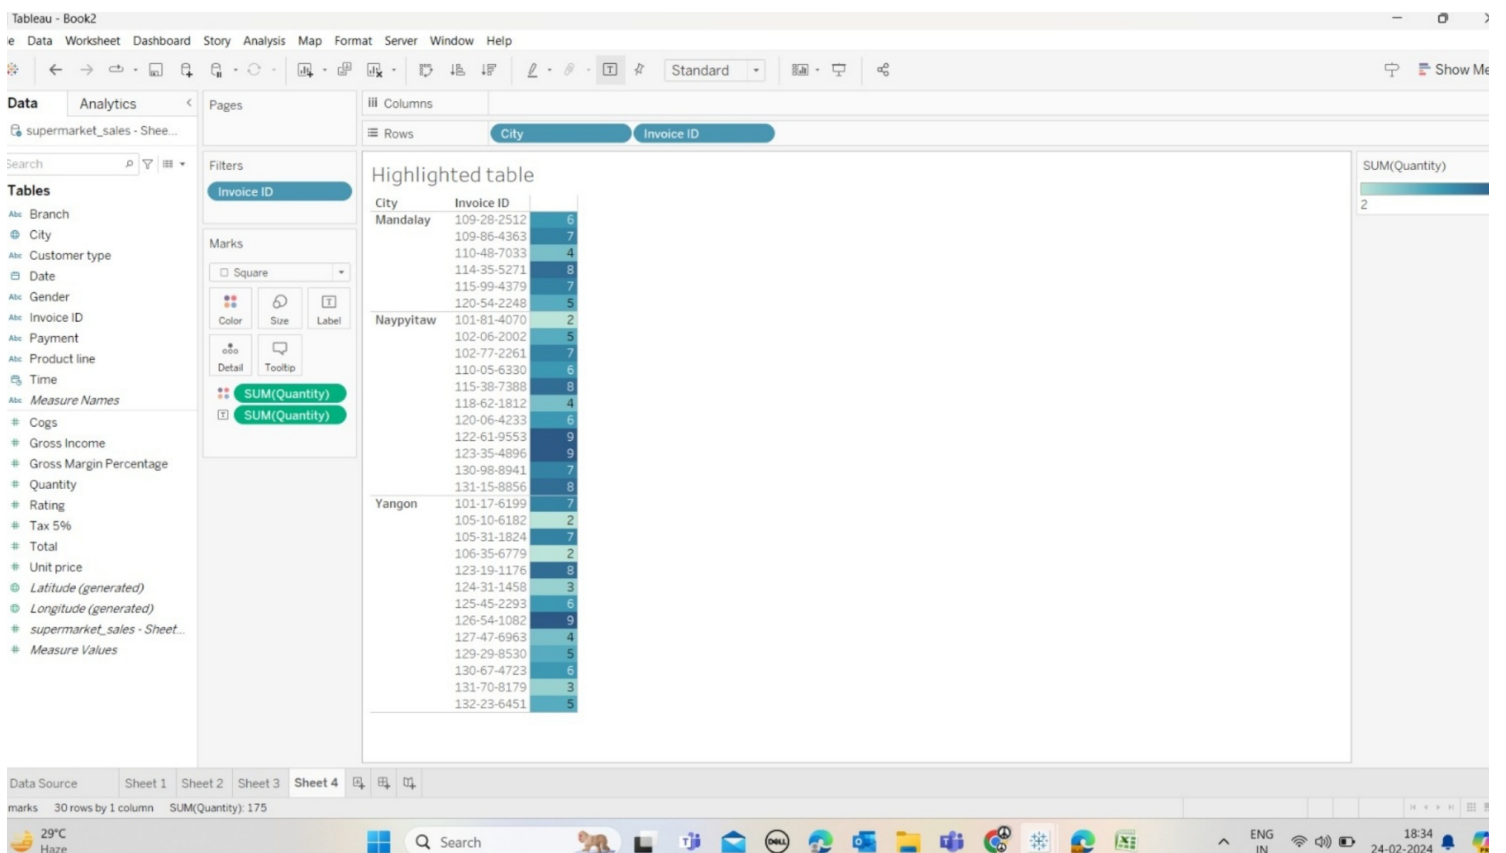 Tableau - Book2
e Data Worksheet Dashboard Story Analysis Map Format Server Window Help
Standard
Show Me
Data Analytics
Pages
Columns
supermarket_sales - Shee...
Rows City Invoice ID
Search
Filters
Invoice ID
Highlighted table
SUM(Quantity)
2
Tables
Abc Branch
City
Abc Customer type
Date
Abc Gender
Abc Invoice ID
Abc Payment
Abc Product line
Time
Abc Measure Names
# Cogs
# Gross Income
# Gross Margin Percentage
# Quantity
# Rating
# Tax 5%
# Total
# Unit price
Latitude (generated)
Longitude (generated)
# supermarket_sales - Sheet...
# Measure Values
Marks
Square
Color Size Label
Detail Tooltip
SUM(Quantity)
SUM(Quantity)
City Invoice ID
Mandalay 109-28-2512 6
109-86-4363 7
110-48-7033 4
114-35-5271 8
115-99-4379 7
120-54-2248 5
Naypyitaw 101-81-4070 2
102-06-2002 5
102-77-2261 7
110-05-6330 6
115-38-7388 8
118-62-1812 4
120-06-4233 6
122-61-9553 9
123-35-4896 9
130-98-8941 7
131-15-8856 8
Yangon 101-17-6199 7
105-10-6182 2
105-31-1824 7
106-35-6779 2
123-19-1176 8
124-31-1458 3
125-45-2293 6
126-54-1082 9
127-47-6963 4
129-29-8530 5
130-67-4723 6
131-70-8179 3
132-23-6451 5
Data Source Sheet 1 Sheet 2 Sheet 3 Sheet 4
marks 30 rows by 1 column SUM(Quantity): 175
29°C
Haze
Search
DELL
ENG
IN
18:34
24-02-2024